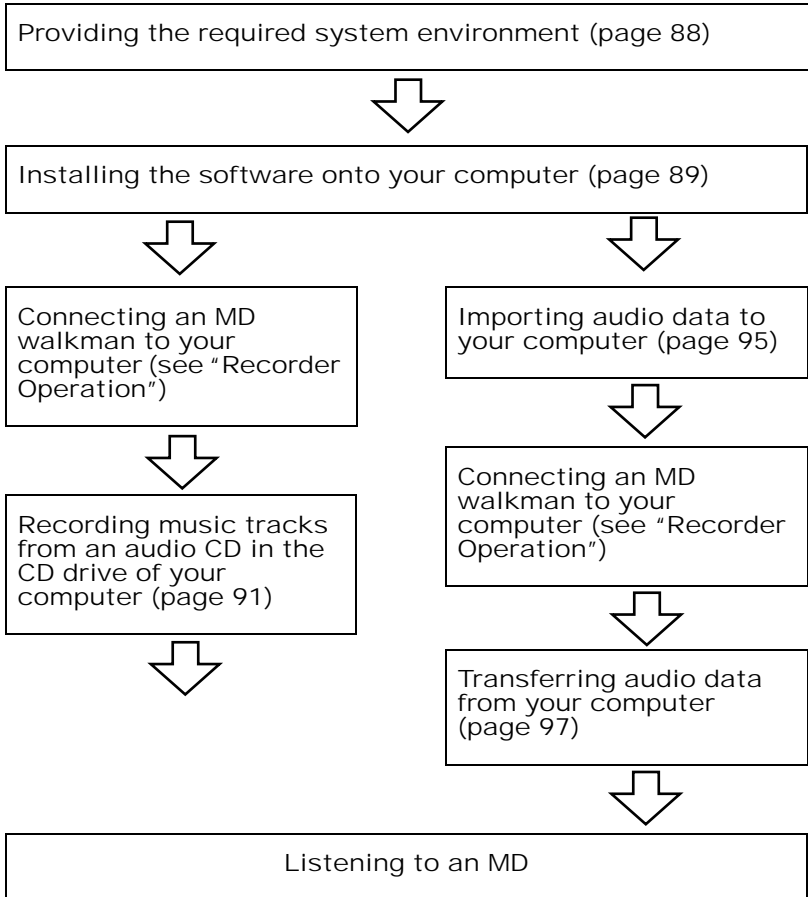 Providing the required system environment (page 88)
Installing the software onto your computer (page 89)
Connecting an MD
walkman to your
computer (see “Recorder
Operation”)
Recording music tracks
from an audio CD in the
CD drive of your
computer (page 91)
Importing audio data to
your computer (page 95)
Connecting an MD
walkman to your
computer (see “Recorder
Operation”)
Transferring audio data
from your computer
(page 97)
Listening to an MD